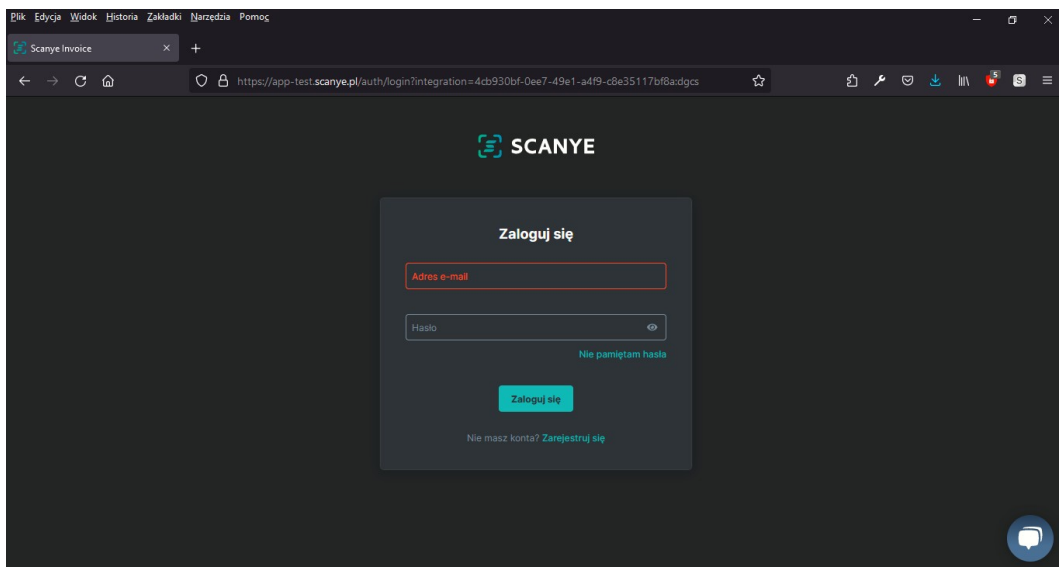 Plik Edycja Widok Historia Zakładki Narzędzia Pomoc
Scanye Invoice
https://app-test.scanye.pl/auth/login?integration=4cb930bf-0ee7-49e1-a4f9-c8e35117bf8a:dgcs
5
S
SCANYE
Zaloguj się
Adres e-mail
Hasło
Nie pamiętam hasła
Zaloguj się
Nie masz konta? Zarejestruj się